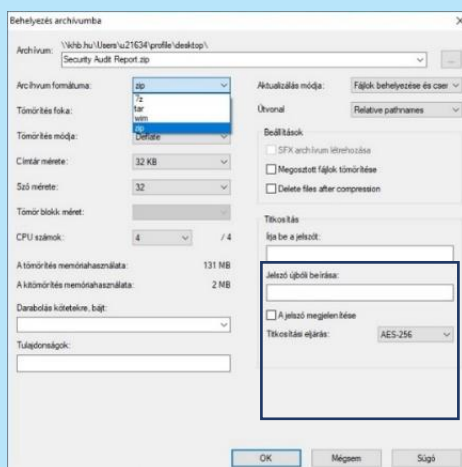 Behelyezés archívumba
Archívum: \\khb.hu\Users\u21634\profile\desktop\
Security Audit Report.zip
...
Archívum formátuma: zip
7z
tar
wim
zip
Tömörítés foka:
Tömörítés módja: Deflate
Címtár mérete: 32 KB
Szó mérete: 32
Tömör blokk méret:
CPU számok: 4 / 4
A tömörítés memóriahasználata: 131 MB
A kitömörítés memóriahasználata: 2 MB
Darabolás kötetekre, bájt:
Tulajdonságok:
Aktualizálás módja: Fájlok behelyezése és cser
Útvonal Relative pathnames
Beállítások
SFX archívum létrehozása
Megosztott fájlok tömörítése
Delete files after compression
Titkosítás
Írja be a jelszót:
Jelszó újbóli beírása:
A jelszó megjelenítése
Titkosítási eljárás: AES-256
OK Mégsem Súgó